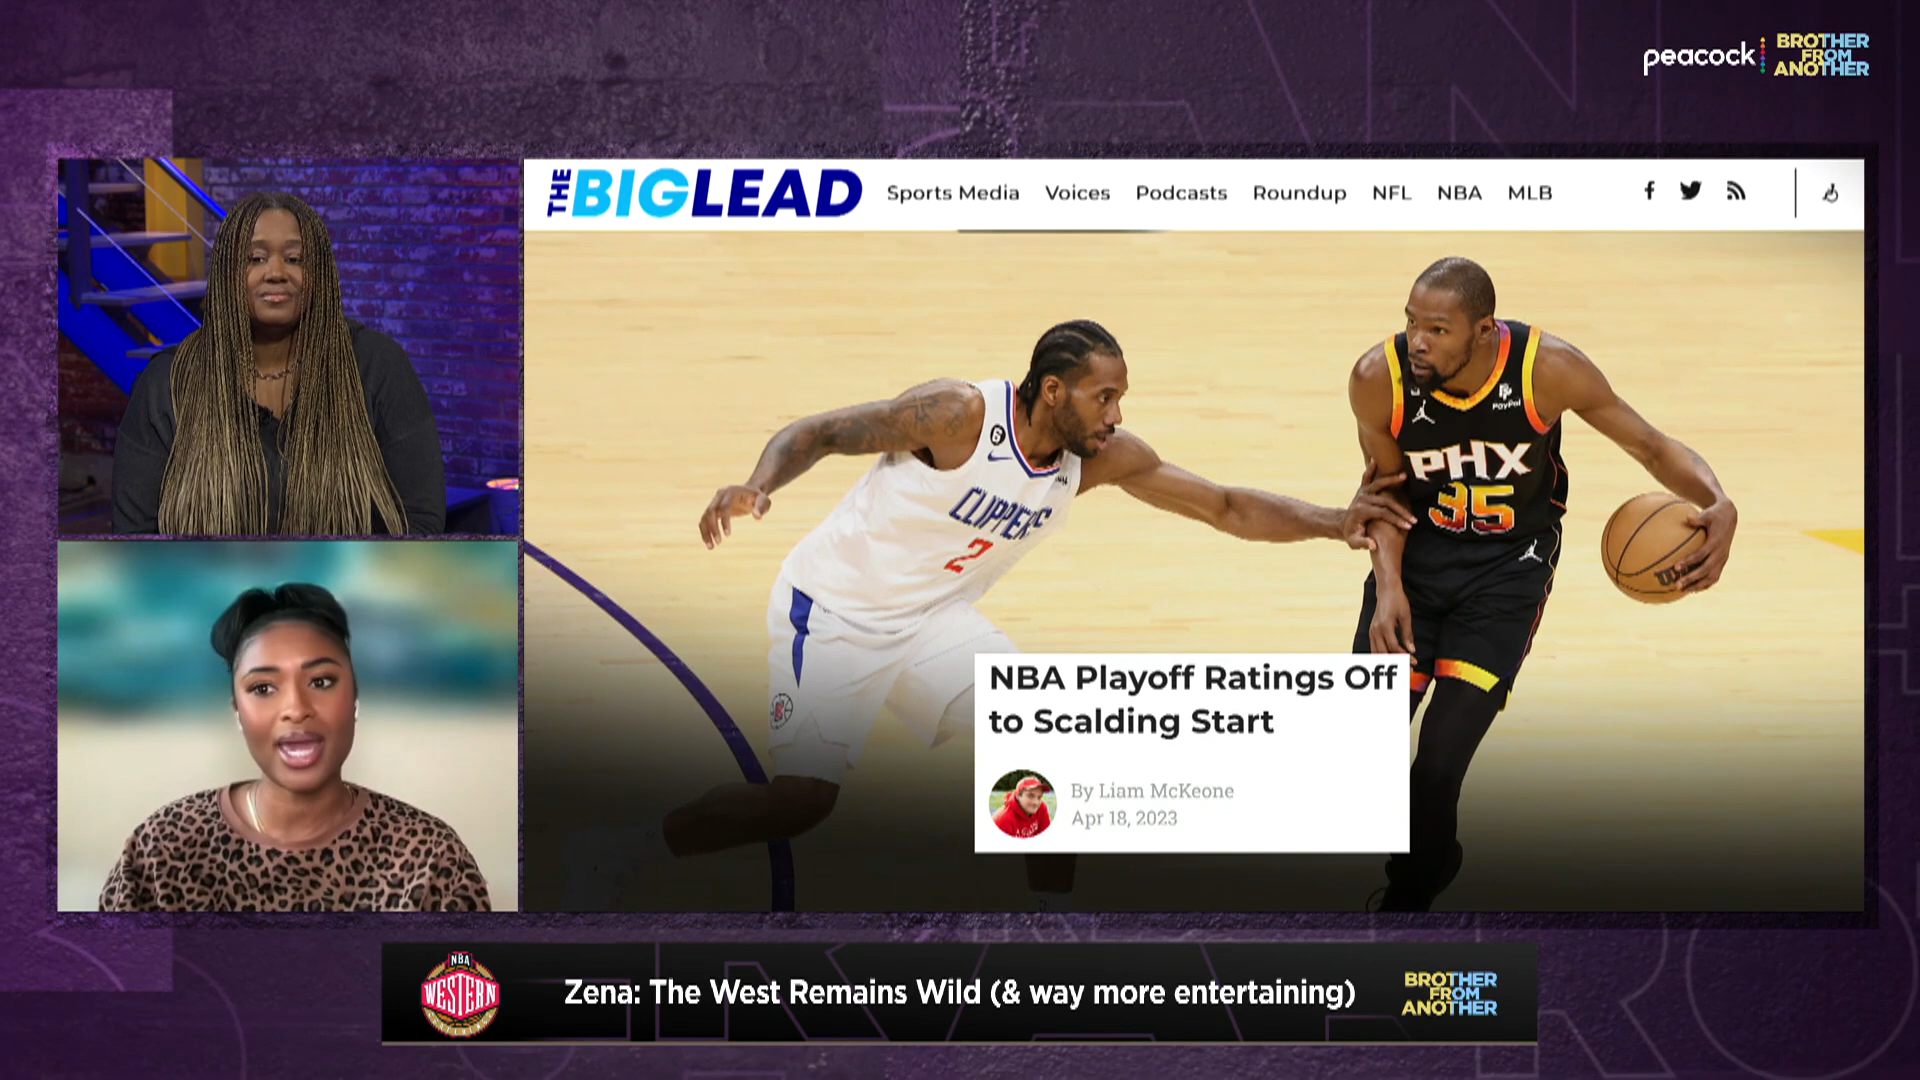 peacock
BROTHER
FROM
ANOTHER
THE BIGLEAD
Sports Media Voices Podcasts Roundup NFL NBA MLB
6
CLIPPERS
2
PayPal
PHX
35
NBA Playoff Ratings Off
to Scalding Start
By Liam McKeone
Apr 18, 2023
NBA
WESTERN
Zena: The West Remains Wild (& way more entertaining)
BROTHER
FROM
ANOTHER